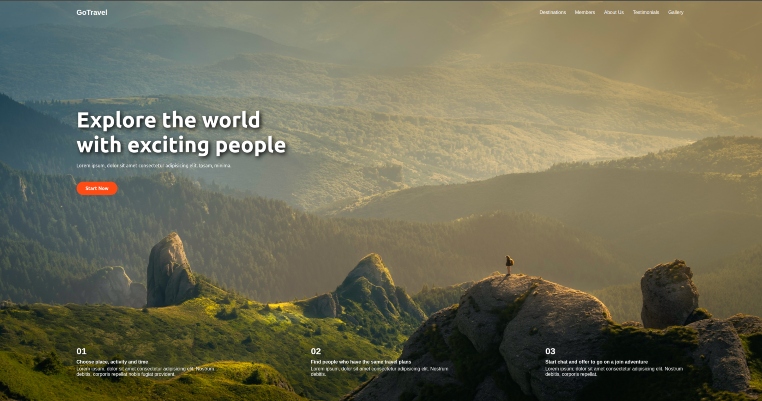 GoTravel
Destinations Members About Us Testimonials Gallery
Explore the world
with exciting people
Lorem ipsum, dolor sit amet consectetur adipisicing elit. Ipsam, minima.
Start Now
01
Choose place, activity and time
Lorem ipsum, dolor sit amet consectetur adipisicing elid. Nostrum
debitis, corporis repellat nobis fugiat provident.
02
Find people who have the same travel plans
Lorem ipsum, dolor sit amet consectetur adipisicing elit. Nostrum
debitis.
03
Start chat and offer to go on a join adventure
Lorem ipsum, dolor sit amet consectetur adipisicing elit. Nostrum
debitis, corporis repellat.